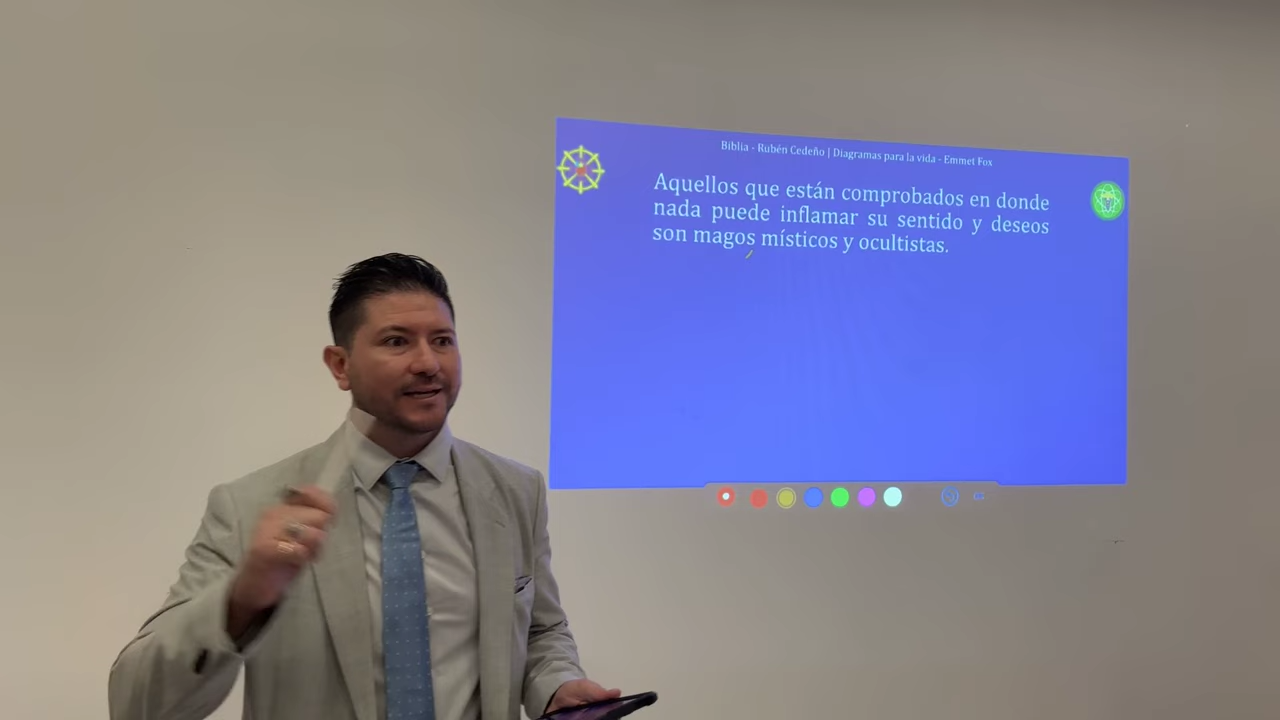 Biblia - Rubén Cedeño | Diagramas para la vida - Emmet Fox
Aquellos que están comprobados en donde
nada puede inflamar su sentido y deseos
son magos místicos y ocultistas.